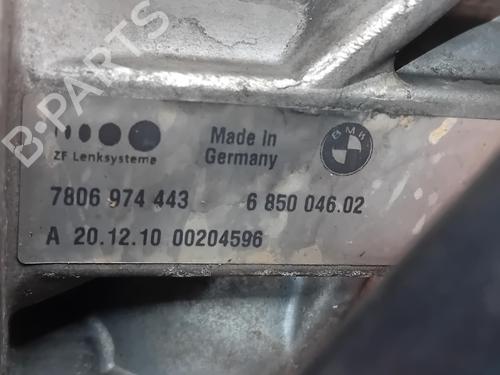 B-PARTS
ZF Lenksysteme
Made In
Germany
BMW
7806 974 443 6 850 046.02
A 20.12.10 00204596